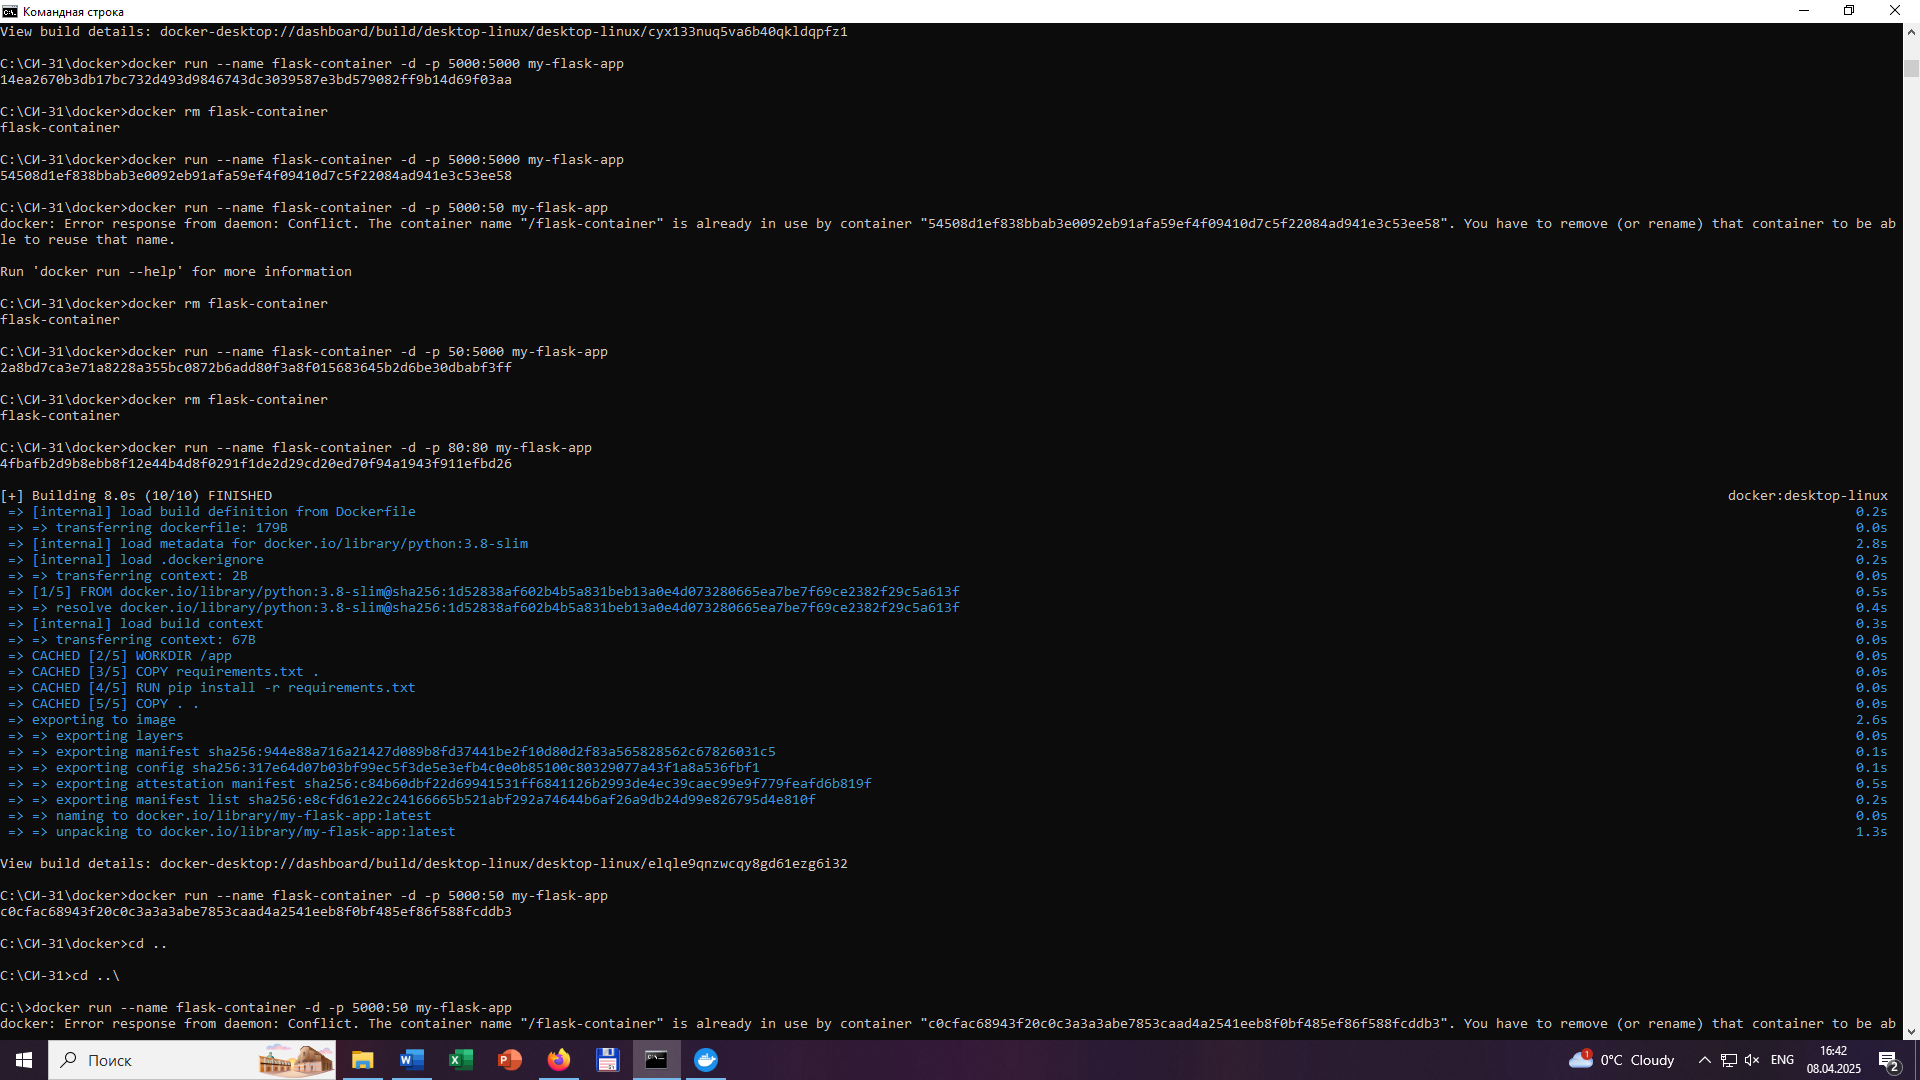 Командная строка
View build details: docker-desktop://dashboard/build/desktop-linux/desktop-linux/cyx133nuq5va6b40qkldqpfz1
C:\СИ-31\docker>docker run --name flask-container -d -p 5000:5000 my-flask-app
14ea2670b3db17bc732d493d9846743dc3039587e3bd579082ff9b14d69f03aa
C:\СИ-31\docker>docker rm flask-container
flask-container
C:\СИ-31\docker>docker run --name flask-container -d -p 5000:5000 my-flask-app
54508d1ef838bbab3e0092eb91afa59ef4f09410d7c5f22084ad941e3c53ee58
C:\СИ-31\docker>docker run --name flask-container -d -p 5000:50 my-flask-app
docker: Error response from daemon: Conflict. The container name "/flask-container" is already in use by container "54508d1ef838bbab3e0092eb91afa59ef4f09410d7c5f22084ad941e3c53ee58". You have to remove (or rename) that container to be ab
le to reuse that name.
Run 'docker run --help' for more information
C:\СИ-31\docker>docker rm flask-container
flask-container
C:\СИ-31\docker>docker run --name flask-container -d -p 50:5000 my-flask-app
2a8bd7ca3e71a8228a355bc0872b6add80f3a8f015683645b2d6be30dbabf3ff
C:\СИ-31\docker>docker rm flask-container
flask-container
C:\СИ-31\docker>docker run --name flask-container -d -p 80:80 my-flask-app
4fbafb2d9b8ebb8f12e44b4d8f0291f1de2d29cd20ed70f94a1943f911efbd26
[+] Building 8.0s (10/10) FINISHED docker:desktop-linux
=> [internal] load build definition from Dockerfile 0.2s
=> => transferring dockerfile: 179B 0.0s
=> [internal] load metadata for docker.io/library/python:3.8-slim 2.8s
=> [internal] load .dockerignore 0.2s
=> => transferring context: 2B 0.0s
=> [1/5] FROM docker.io/library/python:3.8-slim@sha256:1d52838af602b4b5a831beb13a0e4d073280665ea7be7f69ce2382f29c5a613f 0.5s
=> => resolve docker.io/library/python:3.8-slim@sha256:1d52838af602b4b5a831beb13a0e4d073280665ea7be7f69ce2382f29c5a613f 0.4s
=> [internal] load build context 0.3s
=> => transferring context: 67B 0.0s
=> CACHED [2/5] WORKDIR /app 0.0s
=> CACHED [3/5] COPY requirements.txt . 0.0s
=> CACHED [4/5] RUN pip install -r requirements.txt 0.0s
=> CACHED [5/5] COPY . . 0.0s
=> exporting to image 2.6s
=> => exporting layers 0.0s
=> => exporting manifest sha256:944e88a716a21427d089b8fd37441be2f10d80d2f83a565828562c67826031c5 0.1s
=> => exporting config sha256:317e64d07b03bf99ec5f3de5e3efb4c0e0b85100c80329077a43f1a8a536fbf1 0.1s
=> => exporting attestation manifest sha256:c84b60dbf22d69941531ff6841126b2993de4ec39caec99e9f779feafd6b819f 0.5s
=> => exporting manifest list sha256:e8cfd61e22c24166665b521abf292a74644b6af26a9db24d99e826795d4e810f 0.2s
=> => naming to docker.io/library/my-flask-app:latest 0.0s
=> => unpacking to docker.io/library/my-flask-app:latest 1.3s
View build details: docker-desktop://dashboard/build/desktop-linux/desktop-linux/elqle9qnzwcqy8gd61ezg6i32
C:\СИ-31\docker>docker run --name flask-container -d -p 5000:50 my-flask-app
c0cfac68943f20c0c3a3a3abe7853caad4a2541eeb8f0bf485ef86f588fcddb3
C:\СИ-31\docker>cd ..
C:\СИ-31>cd ..\
C:\>docker run --name flask-container -d -p 5000:50 my-flask-app
docker: Error response from daemon: Conflict. The container name "/flask-container" is already in use by container "c0cfac68943f20c0c3a3a3abe7853caad4a2541eeb8f0bf485ef86f588fcddb3". You have to remove (or rename) that container to be ab
Поиск
1
0°C Cloudy
ENG
16:42
08.04.2025
2